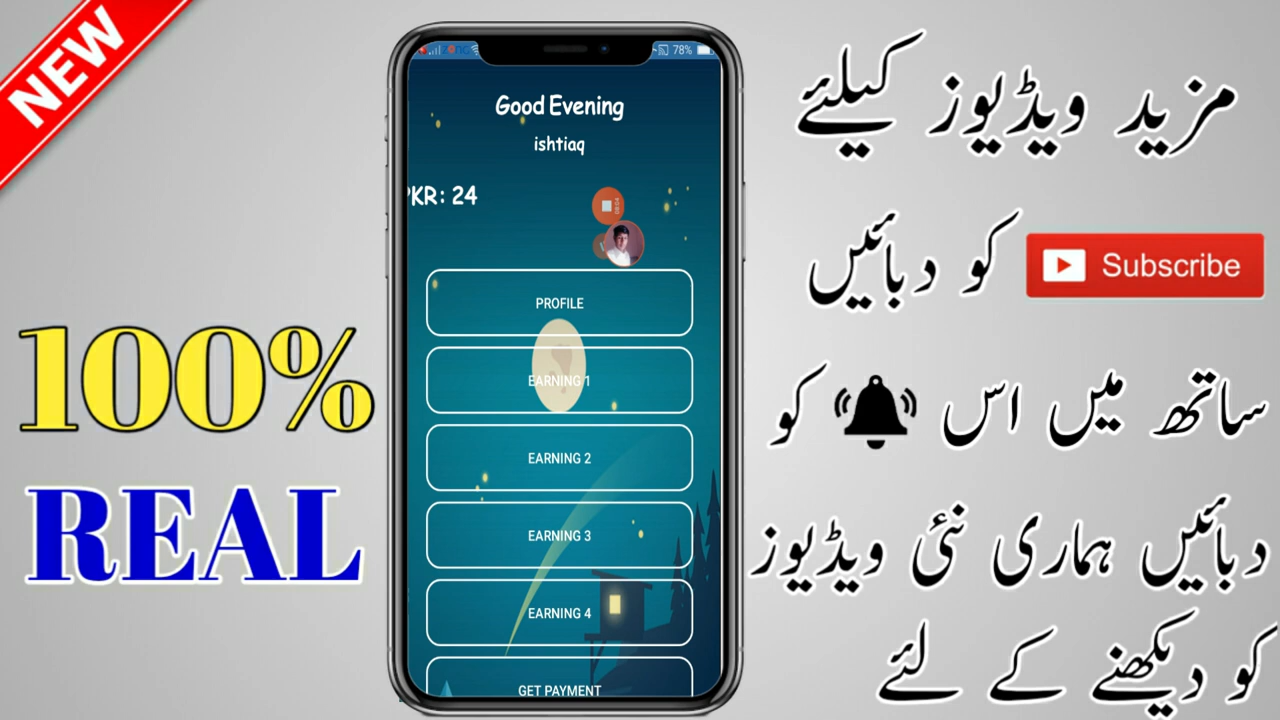 NEW
100%
REAL
ZONG
78%
Good Evening
ishtiaq
PKR: 24
PROFILE
EARNING 1
EARNING 2
EARNING 3
EARNING 4
GET PAYMENT
مزید ویڈیوز کیلئے
Subscribe کو دبائیں
ساتھ میں اس کو
دبائیں ہماری نئی ویڈیوز
کو دیکھنے کے لئے